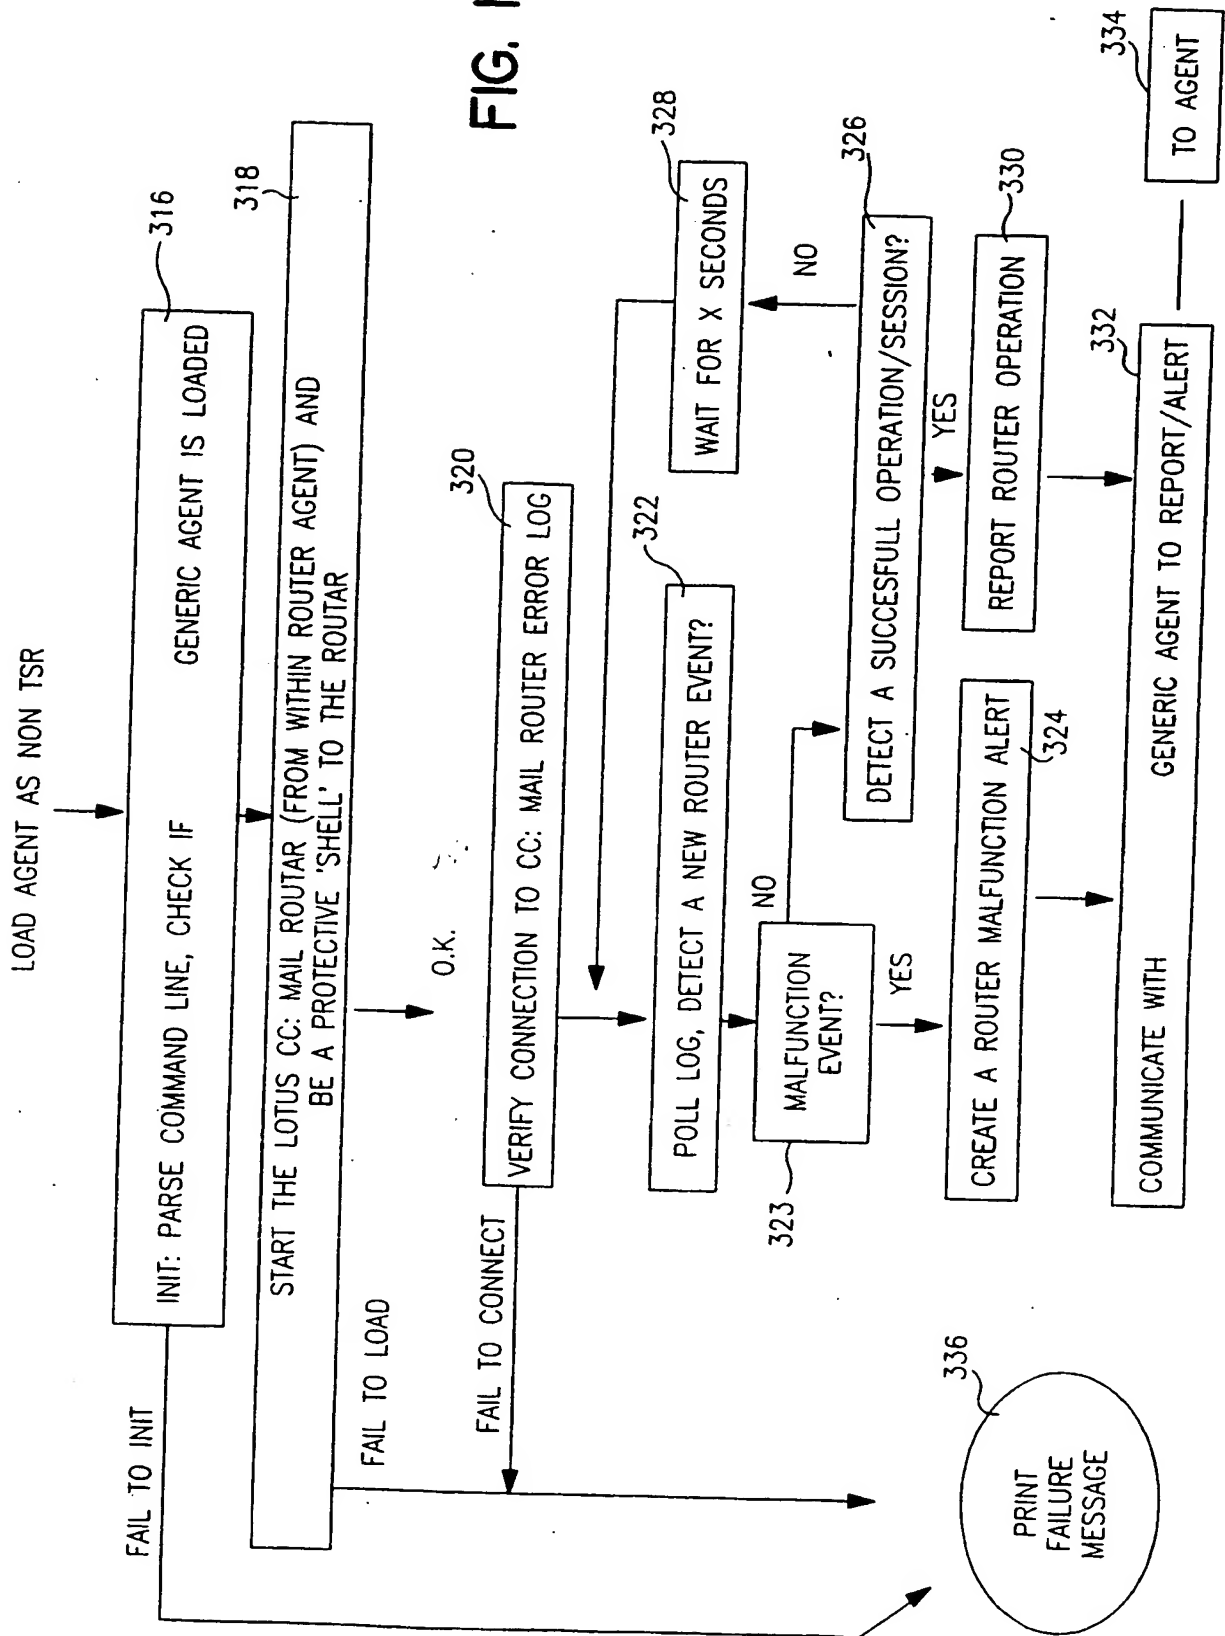 LOAD AGENT AS NON TSR
316
INIT: PARSE COMMAND LINE, CHECK IF GENERIC AGENT IS LOADED
FAIL TO INIT
318
START THE LOTUS CC: MAIL ROUTAR (FROM WITHIN ROUTER AGENT) AND
BE A PROTECTIVE 'SHELL' TO THE ROUTAR
FAIL TO LOAD
O.K.
320
VERIFY CONNECTION TO CC: MAIL ROUTER ERROR LOG
FAIL TO CONNECT
FIG.
328
WAIT FOR X SECONDS
322
POLL LOG, DETECT A NEW ROUTER EVENT?
NO
323
MALFUNCTION
EVENT?
NO
YES
326
DETECT A SUCCESFULL OPERATION/SESSION?
YES
324
CREATE A ROUTER MALFUNCTION ALERT
330
REPORT ROUTER OPERATION
332
COMMUNICATE WITH GENERIC AGENT TO REPORT/ALERT
334
TO AGENT
336
PRINT
FAILURE
MESSAGE